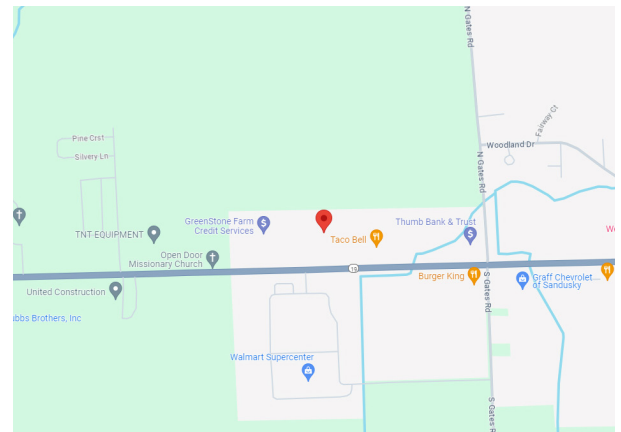 N Gates Rd
Fairway Ct
Woodland Dr
Pine Crst
Silvery Ln
N Gates Rd
GreenStone Farm
Credit Services
Thumb Bank & Trust
TNT EQUIPMENT
Taco Bell
Open Door
Missionary Church
19
United Construction
Burger King
S Gates Rd
Graff Chevrolet
of Sandusky
bbs Brothers, Inc
Walmart Supercenter
S Gates R